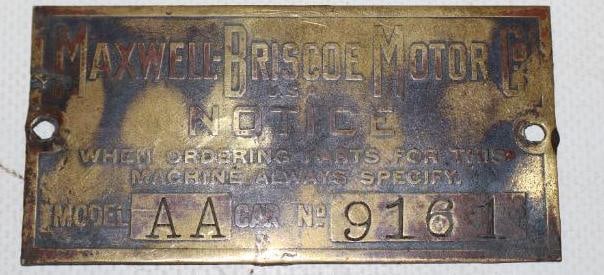 MAXWELL-BRISCOE MOTOR Co.
U.S.A.
NOTICE
WHEN ORDERING PARTS FOR THIS
MACHINE ALWAYS SPECIFY.
MODEL AA CAR No 9161